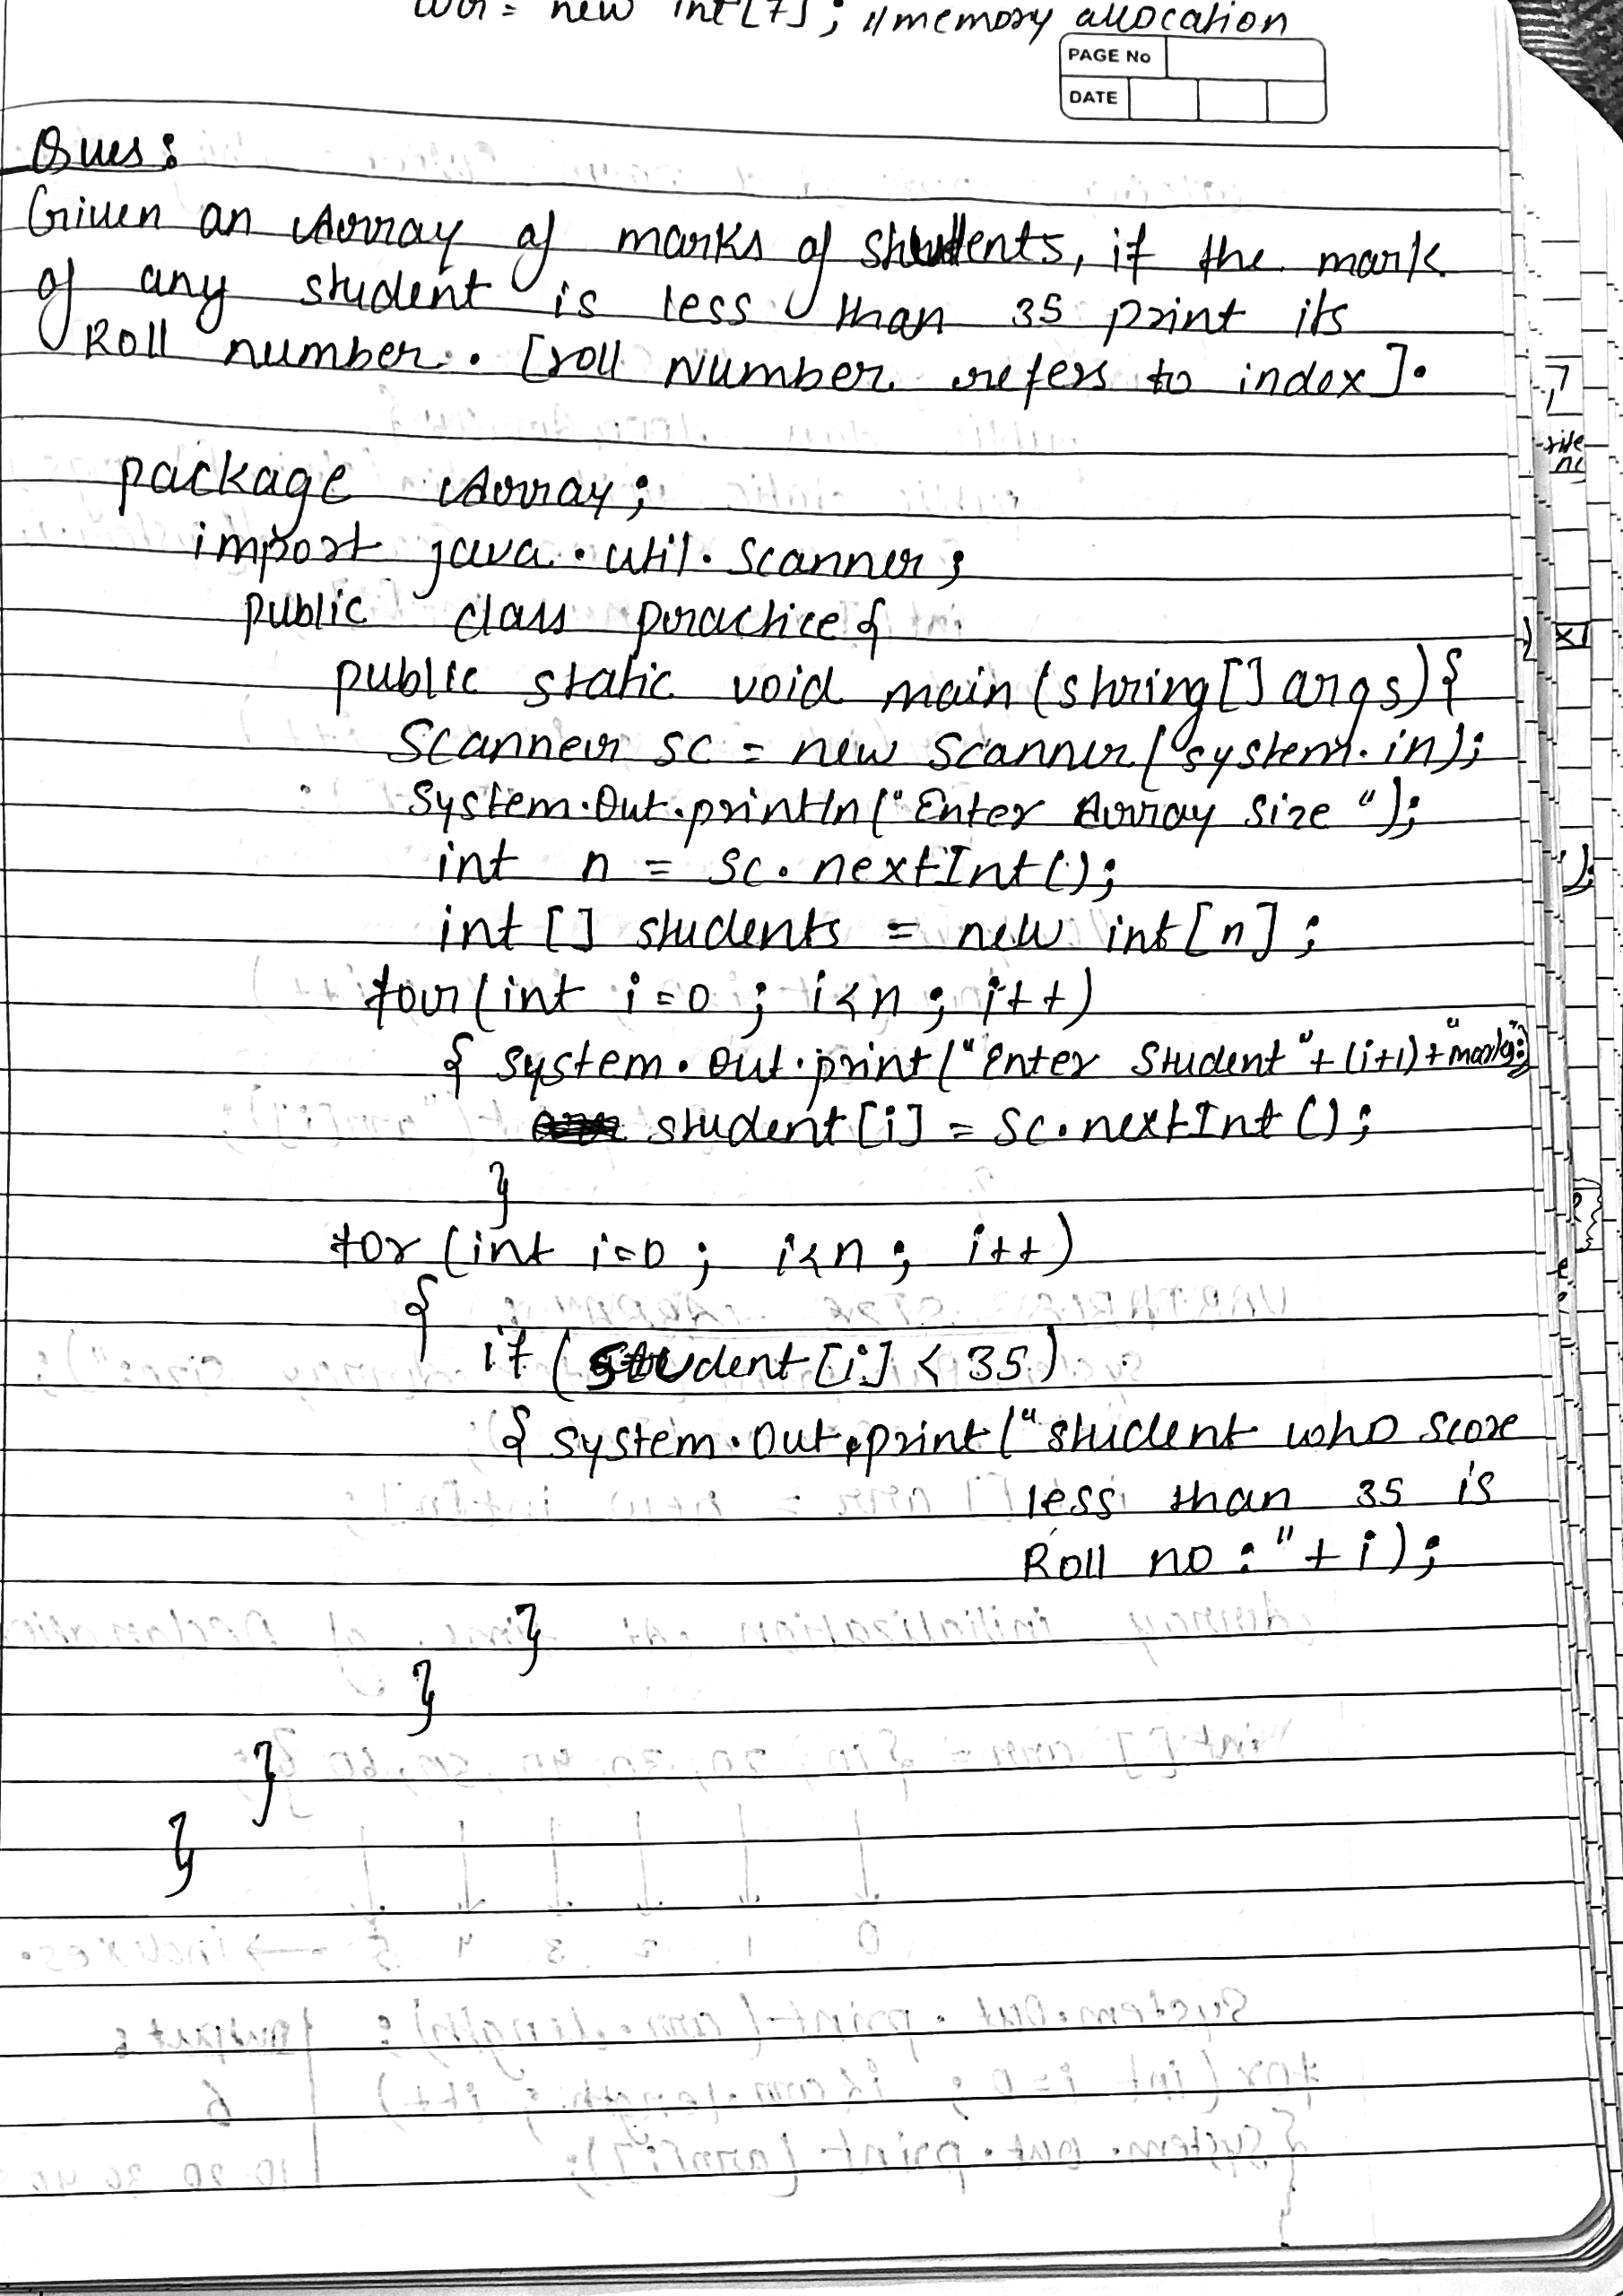 = new int[7]; //memory allocation
PAGE No
DATE
Ques:
Given an Array of marks of students, if the mark
of any student is less than 35 print its
Roll number. [roll Number refers to index].
package Array;
import java.util.Scanner;
public class practice{
public static void main(string[] args){
Scanner sc = new Scanner(system.in);
System.Out.println("Enter Array Size");
int n = sc.nextInt();
int [] students = new int[n];
for(int i=0; i<n; i++)
{ system.out.print("Enter Student"+(i+1)+"marks:");
student[i] = sc.nextInt();
}
for (int i=0; i<n; i++)
{
if (student[i] < 35)
{ system.out.print("student who score
less than 35 is
Roll no:"+i);
}
}
}
}